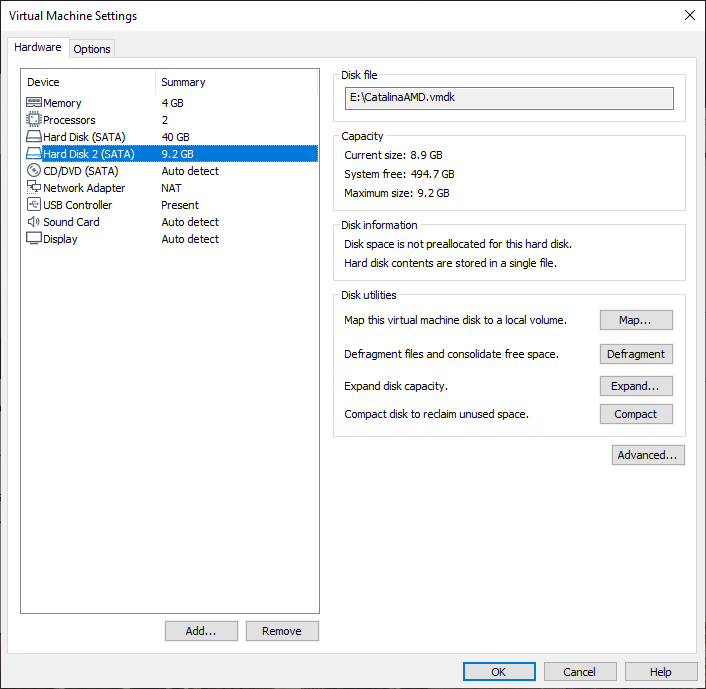 Virtual Machine Settings
Hardware Options
Device Summary
Memory 4 GB
Processors 2
Hard Disk (SATA) 40 GB
Hard Disk 2 (SATA) 9.2 GB
CD/DVD (SATA) Auto detect
Network Adapter NAT
USB Controller Present
Sound Card Auto detect
Display Auto detect
Add... Remove
Disk file
E:\CatalinaAMD.vmdk
Capacity
Current size: 8.9 GB
System free: 494.7 GB
Maximum size: 9.2 GB
Disk information
Disk space is not preallocated for this hard disk.
Hard disk contents are stored in a single file.
Disk utilities
Map this virtual machine disk to a local volume. Map...
Defragment files and consolidate free space. Defragment
Expand disk capacity. Expand...
Compact disk to reclaim unused space. Compact
Advanced...
OK Cancel Help